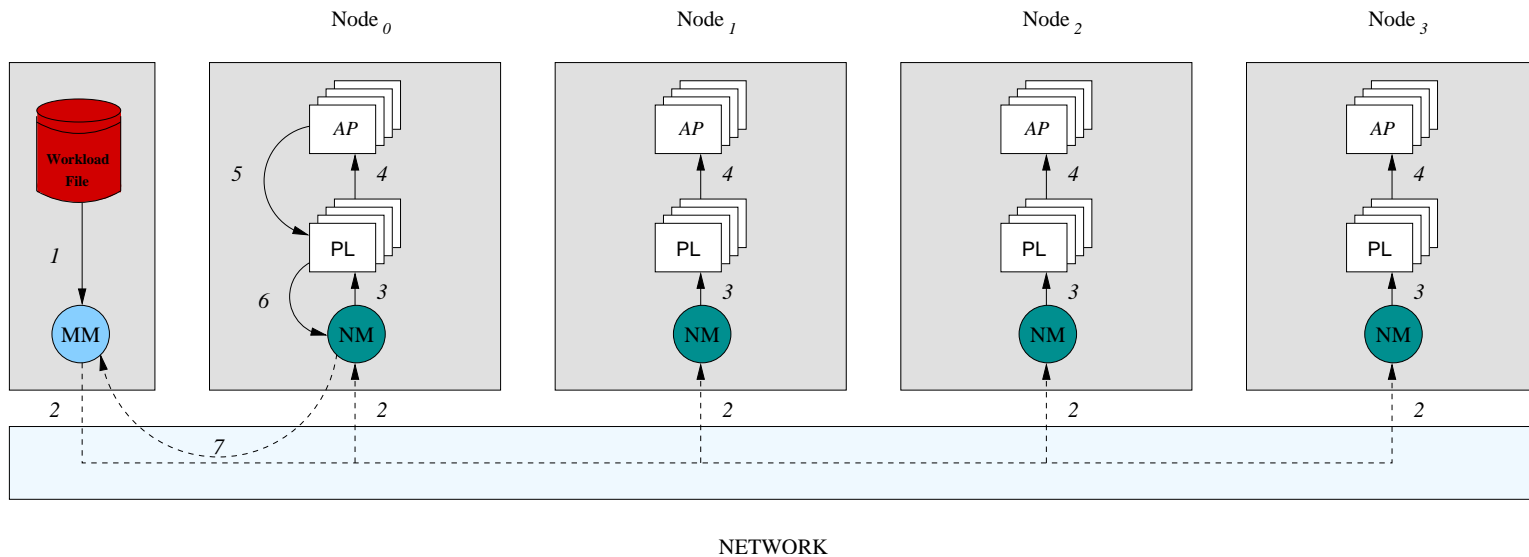 Node 0
Node 1
Node 2
Node 3
AP
AP
AP
AP
Workload
File
5
4
4
4
4
PL
PL
PL
PL
1
6
3
3
3
3
MM
NM
NM
NM
NM
2
2
2
2
2
7
NETWORK